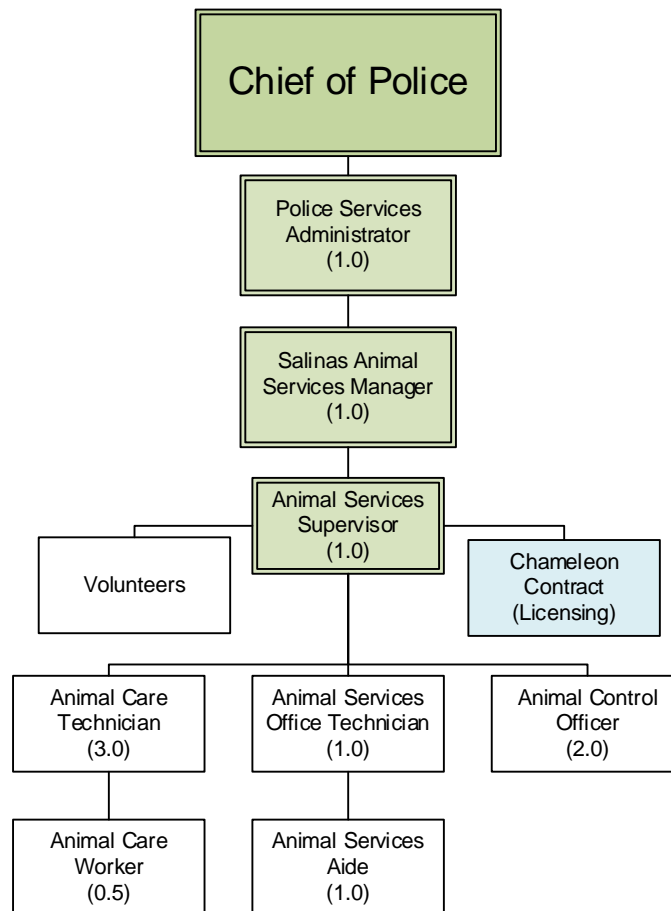 Chief of Police
Police Services
Administrator
(1.0)
Salinas Animal
Services Manager
(1.0)
Animal Services
Supervisor
(1.0)
Volunteers
Chameleon
Contract
(Licensing)
Animal Care
Technician
(3.0)
Animal Services
Office Technician
(1.0)
Animal Control
Officer
(2.0)
Animal Care
Worker
(0.5)
Animal Services
Aide
(1.0)